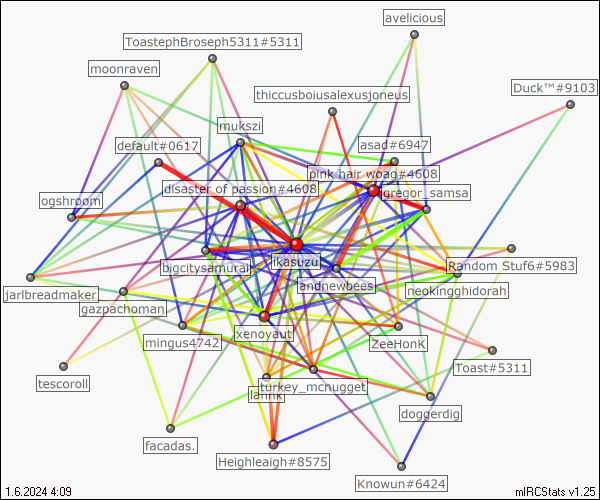 avelicious
ToastephBroseph5311#5311
moonraven
Duck™#9103
thiccusboiusalexusjoneus
mukszi
default#0617
asad#6947
pink hair woag#4608
disaster of passion#4608
gregor_samsa
ogshroom
ikasuzu
bigcitysamurai
Random Stuf6#5983
andnewbees
jarlbreadmaker
neokingghidorah
gazpachoman
xenoyaut
mingus4742
ZeeHonK
Toast#5311
tescoroll
turkey_mcnugget
doggerdig
facadas.
Heighleaigh#8575
Knowun#6424
1.6.2024 4:09
mIRCStats v1.25